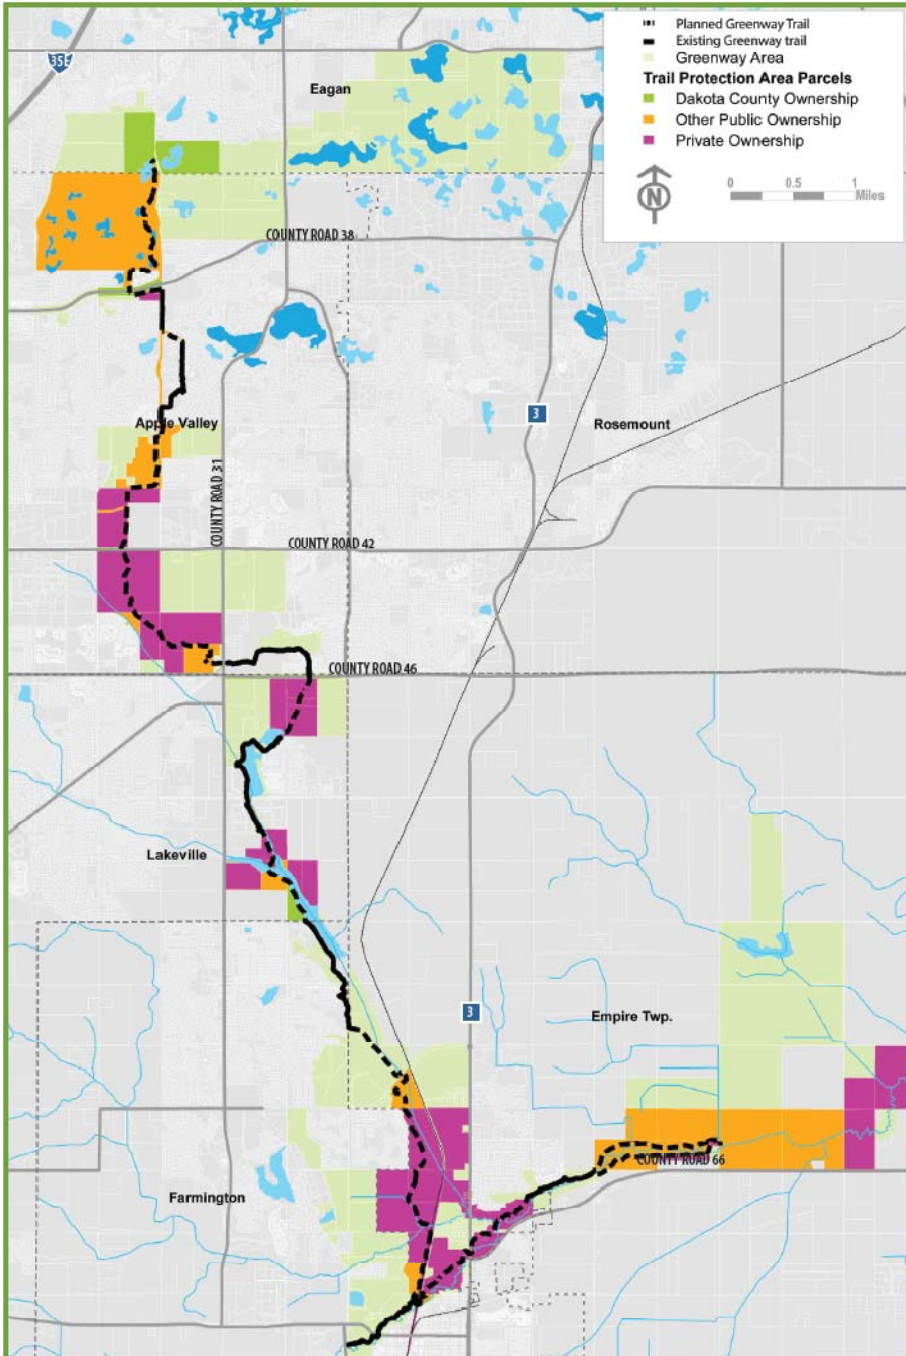 Planned Greenway Trail
Existing Greenway trail
Greenway Area
Trail Protection Area Parcels
Dakota County Ownership
Other Public Ownership
Private Ownership
N
0 0.5 1
Miles
35E
Eagan
COUNTY ROAD 38
3
Rosemount
Apple Valley
COUNTY ROAD 31
COUNTY ROAD 42
COUNTY ROAD 46
Lakeville
3
Empire Twp.
COUNTY ROAD 66
Farmington